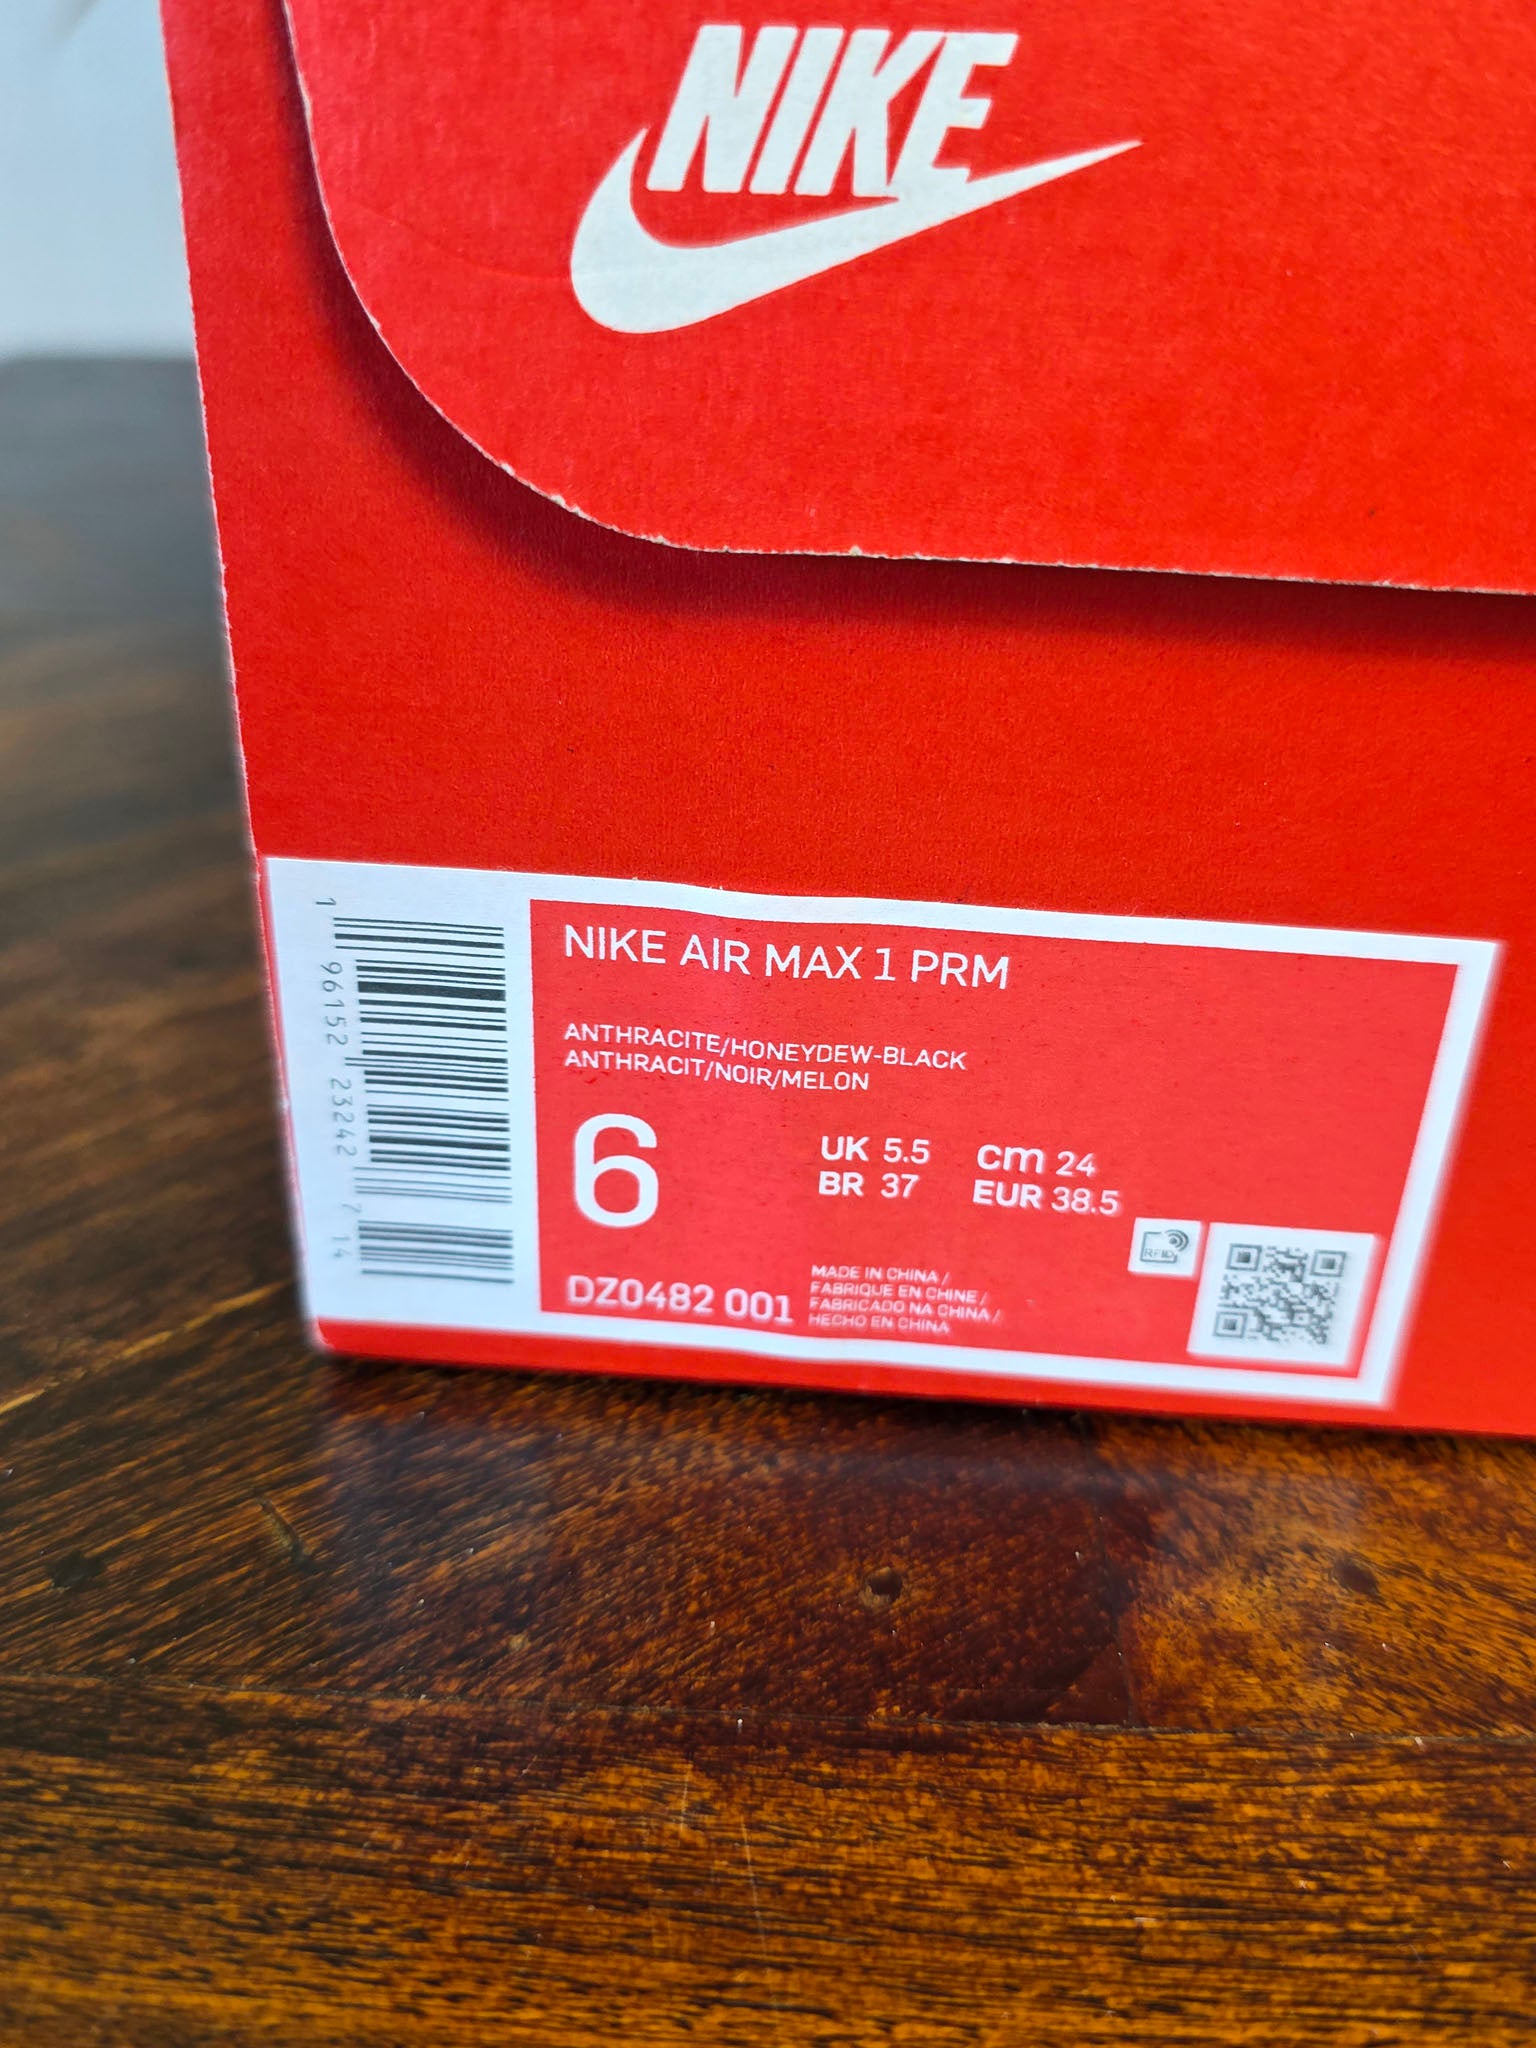 NIKE
NIKE AIR MAX 1 PRM
ANTHRACITE/HONEYDEW-BLACK
ANTHRACIT/NOIR/MELON
6
UK 5.5
cm 24
BR 37
EUR 38.5
RFID
DZ0482 001
MADE IN CHINA /
FABRIQUE EN CHINE /
FABRICADO NA CHINA /
HECHO EN CHINA
1 96152 23242 7 14